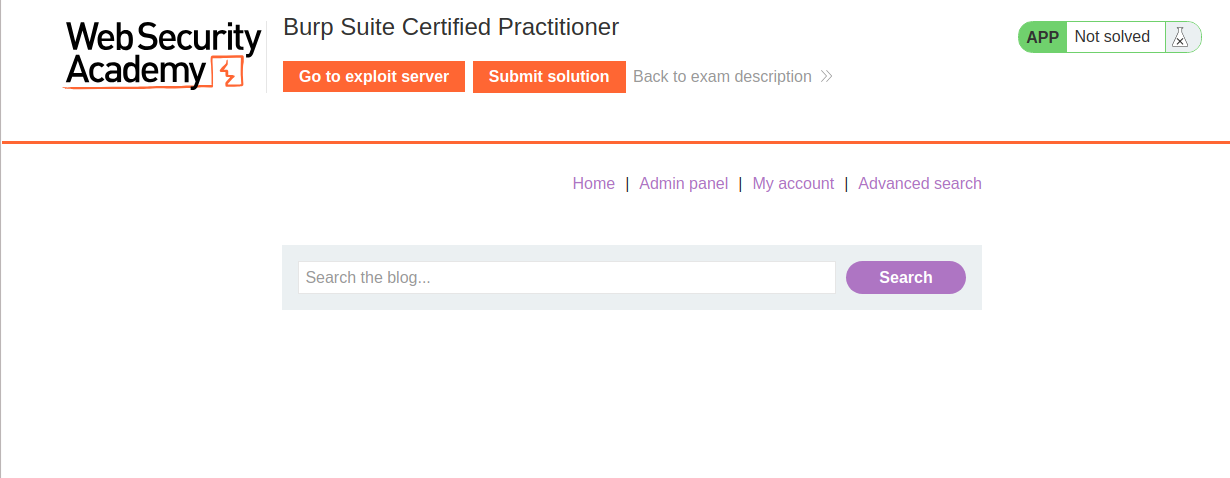 Web Security
Academy
Burp Suite Certified Practitioner
Go to exploit server Submit solution Back to exam description
APP Not solved
Home | Admin panel | My account | Advanced search
Search the blog... Search